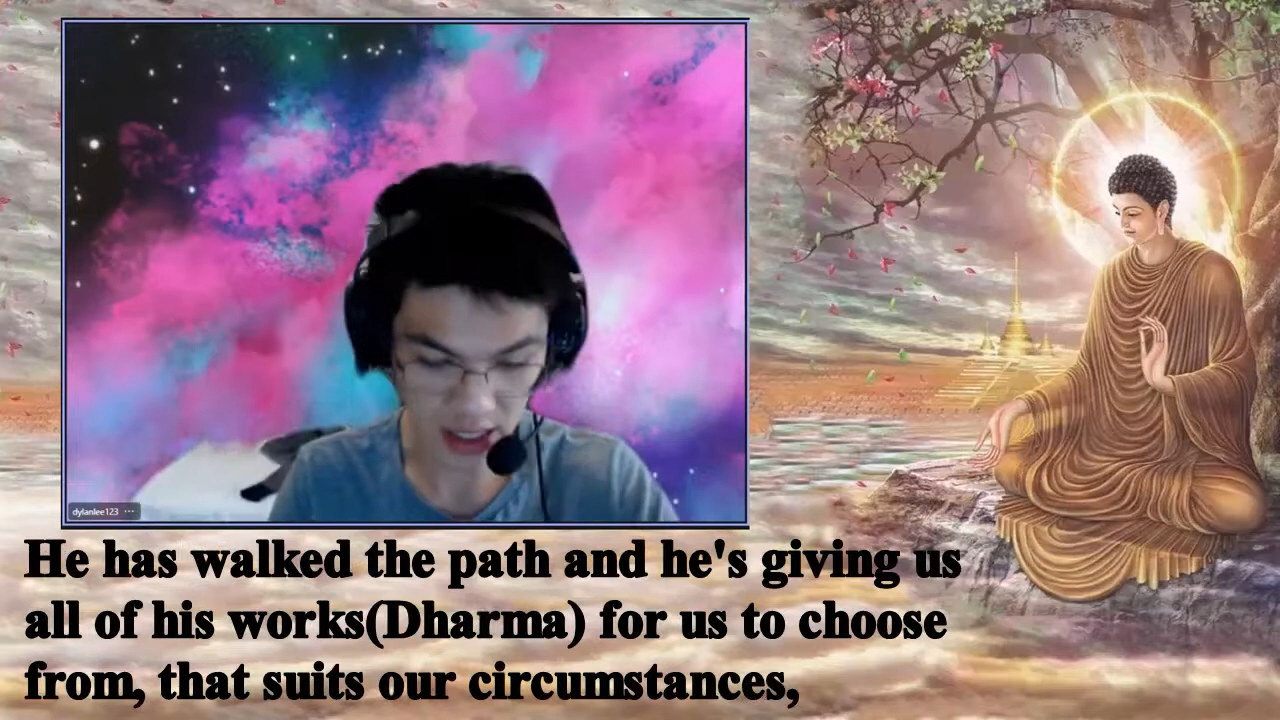 dylanlee123 ...
He has walked the path and he's giving us
all of his works(Dharma) for us to choose
from, that suits our circumstances,